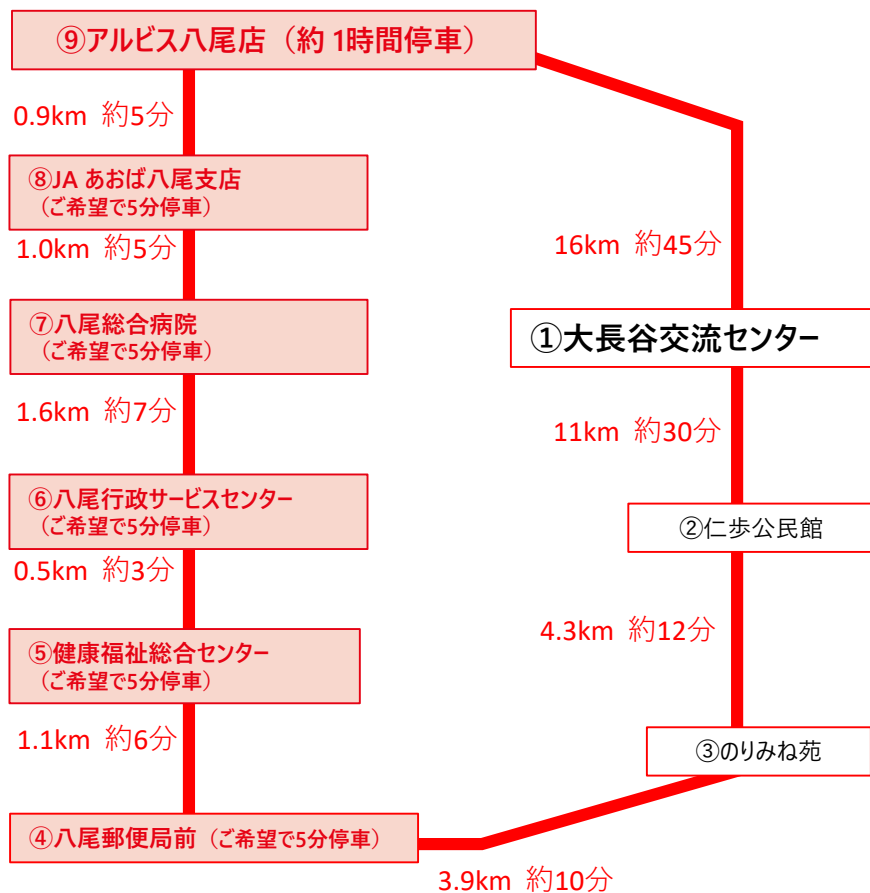 ⑨アルビス八尾店（約 1時間停車）
0.9km 約5分
⑧JA あおば八尾支店
（ご希望で5分停車）
1.0km 約5分
16km 約45分
⑦八尾総合病院
（ご希望で5分停車）
①大長谷交流センター
1.6km 約7分
11km 約30分
⑥八尾行政サービスセンター
（ご希望で5分停車）
②仁歩公民館
0.5km 約3分
4.3km 約12分
⑤健康福祉総合センター
（ご希望で5分停車）
1.1km 約6分
③のりみね苑
④八尾郵便局前（ご希望で5分停車）
3.9km 約10分